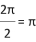 2π/2 = π